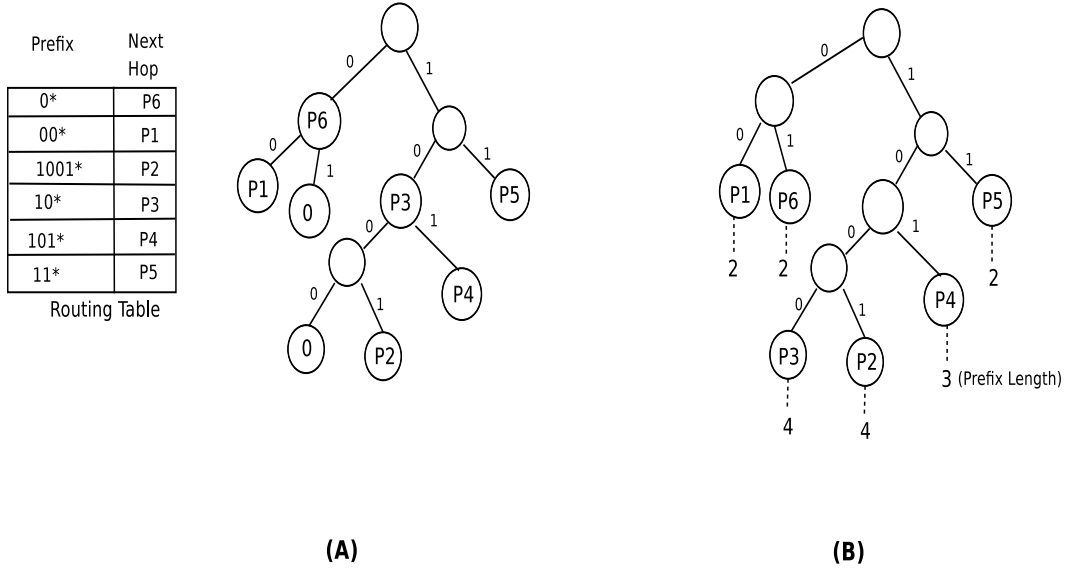 Prefix Next
Hop
0* P6
00* P1
1001* P2
10* P3
101* P4
11* P5
Routing Table
0 1
P6
0 1
0 1
P1
0
P3
P5
0 1
P4
0 1
0
P2
(A)
0 1
0 1
0 1
P1
P6
P5
2
2
2
0 1
P4
0 1
P3
P2
3 (Prefix Length)
4
4
(B)